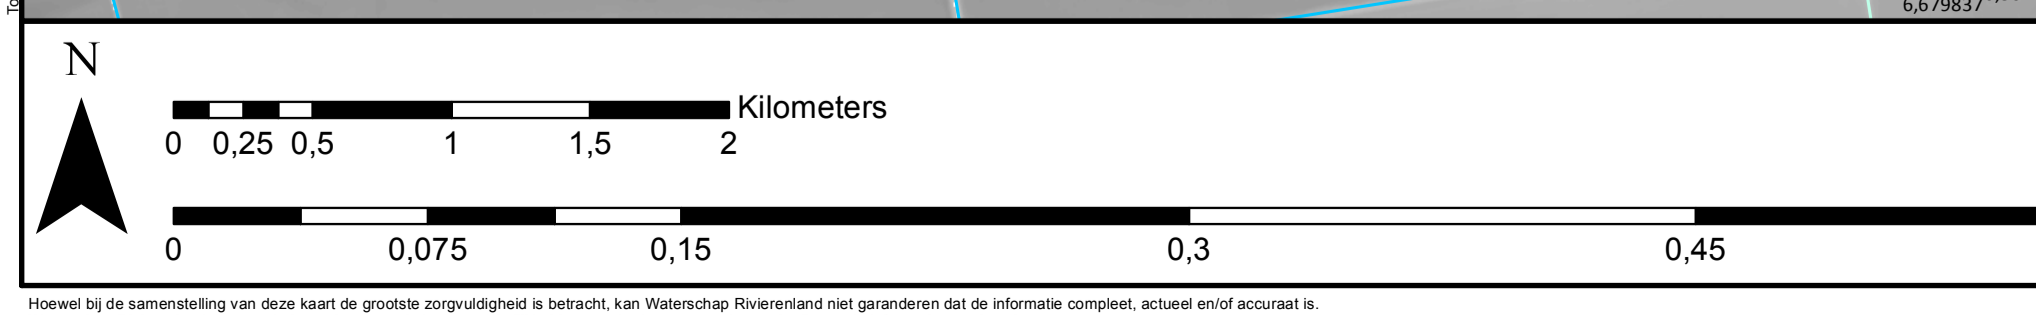 6,679837
N
Kilometers
0 0,25 0,5 1 1,5 2
0 0,075 0,15 0,3 0,45
Hoewel bij de samenstelling van deze kaart de grootste zorgvuldigheid is betracht, kan Waterschap Rivierenland niet garanderen dat de informatie compleet, actueel en/of accuraat is.